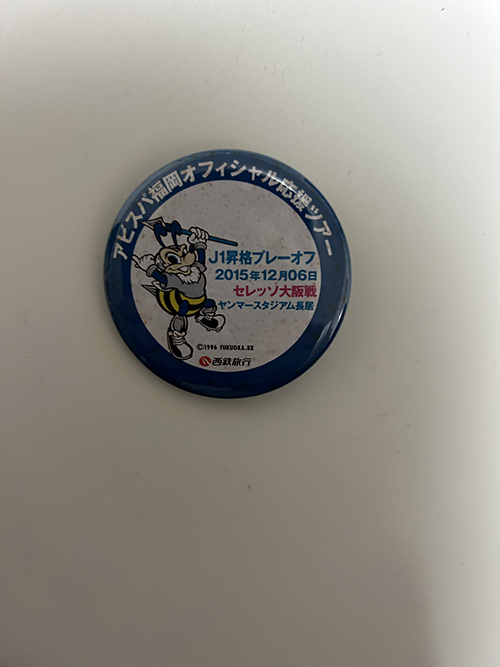 アビスパ福岡オフィシャル応援ツアー
J1昇格プレーオフ
2015年12月06日
セレッソ大阪戦
ヤンマースタジアム長居
©1996 FUKUOKA.BX
西鉄旅行